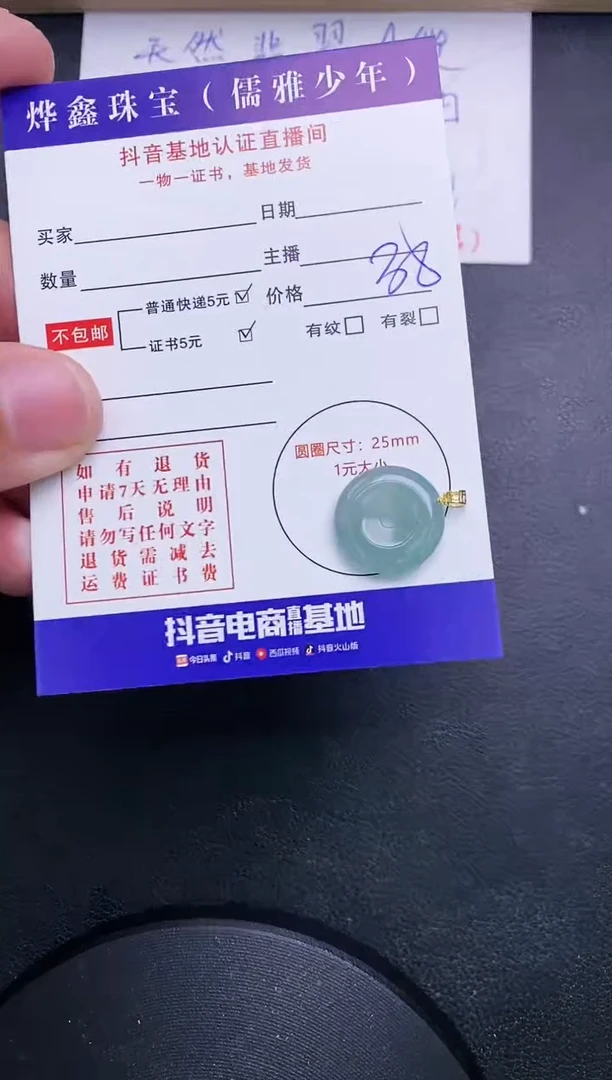 天然翡翠A货
烨鑫珠宝（儒雅少年）
抖音基地认证直播间
一物一证书，基地发货
买家
日期
数量
主播
不包邮
普通快递5元
价格
38
证书5元
有纹
有裂
圆圈尺寸：25mm
1元大小
如有退货
申请7天无理由
售后说明
请勿写任何文字
退货需减去
运费证书费
抖音电商直播基地
今日头条 抖音 西瓜视频 抖音火山版